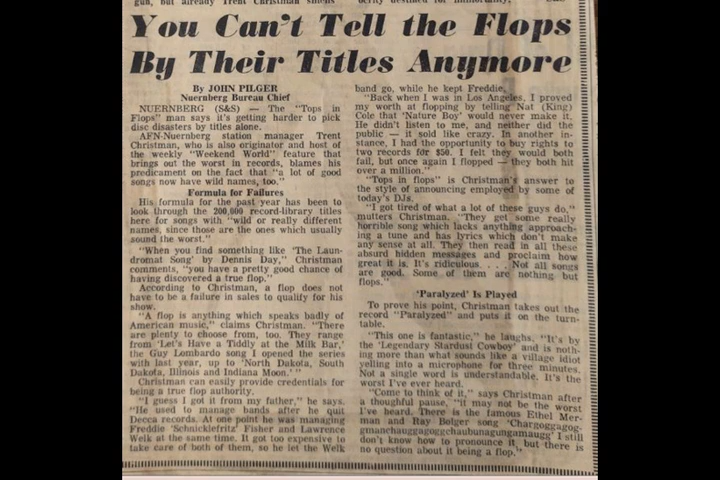 gun, but already Trent Christman
You Can't Tell the Flops
By Their Titles Anymore
By JOHN PILGER
Nuernberg Bureau Chief
NUERNBERG (S&S) — The "Tops in
Flops" man says it's getting harder to pick
disc disasters by titles alone.
AFN-Nuernberg station manager Trent
Christman, who is also originator and host of
the weekly "Weekend World" feature that
brings out the worst in records, blames his
predicament on the fact that "a lot of good
songs now have wild names, too."
Formula for Failures
His formula for the past year has been to
look through the 200,000 record-library titles
here for songs with "wild or really different
names, since those are the ones which usually
sound the worst."
"When you find something like 'The Laun-
dromat Song' by Dennis Day," Christman
comments, "you have a pretty good chance of
having discovered a true flop."
According to Christman, a flop does not
have to be a failure in sales to qualify for his
show.
"A flop is anything which speaks badly of
American music," claims Christman. "There
are plenty to choose from, too. They range
from 'Let's Have a Tiddly at the Milk Bar,'
the Guy Lombardo song I opened the series
with last year, up to 'North Dakota, South
Dakota, Illinois and Indiana Moon.' "
Christman can easily provide credentials for
being a true flop authority.
"I guess I got it from my father," he says.
"He used to manage bands after he quit
Decca records. At one point he was managing
Freddie 'Schnicklefritz' Fisher and Lawrence
Welk at the same time. It got too expensive to
take care of both of them, so he let the Welk
band go, while he kept Freddie.
"Back when I was in Los Angeles, I proved
my worth at flopping by telling Nat (King)
Cole that 'Nature Boy' would never make it.
He didn't listen to me, and neither did the
public — it sold like crazy. In another in-
stance, I had the opportunity to buy rights to
two records for $50. I felt they would both
fail, but once again I flopped — they both hit
over a million."
"Tops in flops" is Christman's answer to
the style of announcing employed by some of
today's DJs.
"I got tired of what a lot of these guys do,"
mutters Christman. "They get some really
horrible song which lacks anything approach-
ing a tune and has lyrics which don't make
any sense at all. They then read in all these
absurd hidden messages and proclaim how
great it is. It's ridiculous. . . . Not all songs
are good. Some of them are nothing but
flops."
'Paralyzed' Is Played
To prove his point, Christman takes out the
record "Paralyzed" and puts it on the turn-
table.
"This one is fantastic," he laughs. "It's by
the 'Legendary Stardust Cowboy' and is noth-
ing more than what sounds like a village idiot
yelling into a microphone for three minutes.
Not a single word is understandable. It's the
worst I've ever heard.
"Come to think of it," says Christman after
a thoughtful pause, "it may not be the worst
I've heard. There is the famous Ethel Mer-
man and Ray Bolger song 'Chargoggagog-
gmanchauggagoggchaubunagungamaugg' I still
don't know how to pronounce it, but there is
no question about it being a flop."